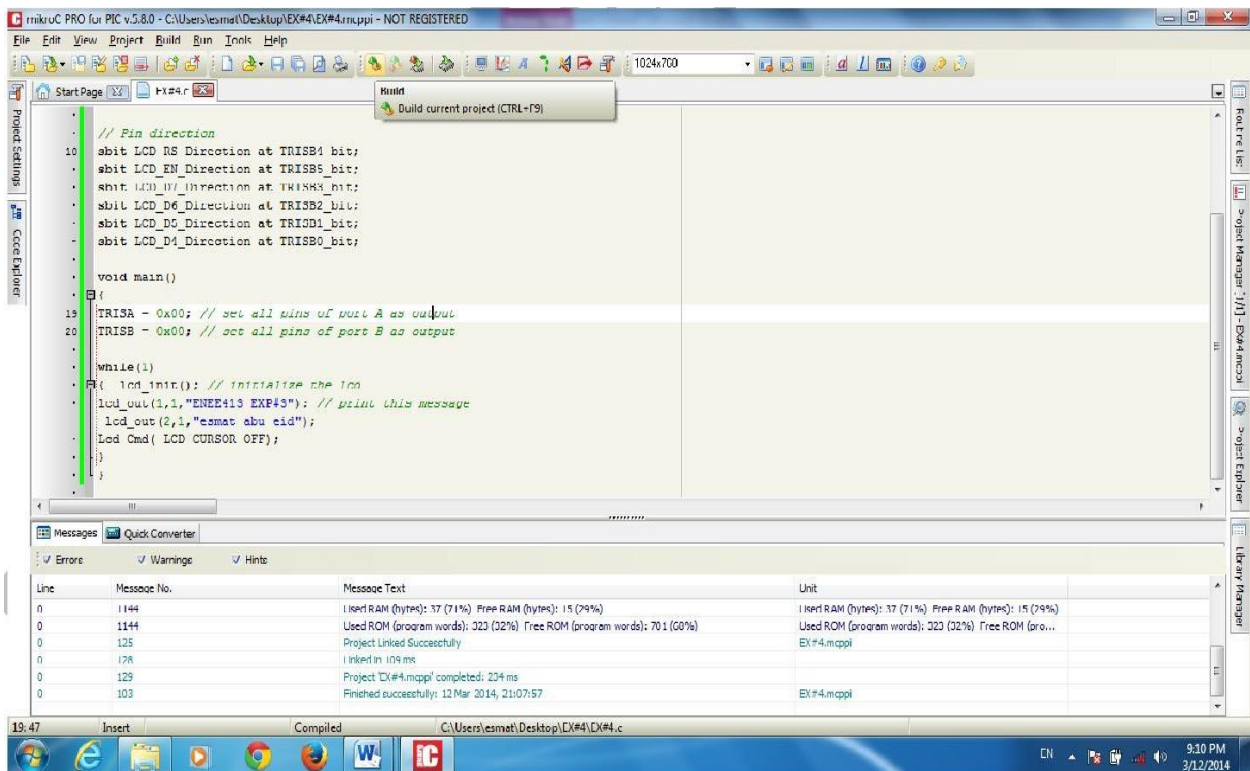 mikroC PRO for PIC v.5.8.0 - C:\Users\esmat\Desktop\EX#4\EX#4.mcppi - NOT REGISTERED
File Edit View Project Build Run Tools Help
1024x700
Start Page EX#4.c
Build
Build current project (CTRL+F9)
Project Settings
Code Explorer
// Pin direction
10 sbit LCD_RS_Direction at TRISB4_bit;
sbit LCD_EN_Direction at TRISB5_bit;
sbit LCD_D7_Direction at TRISB3_bit;
sbit LCD_D6_Direction at TRISB2_bit;
sbit LCD_D5_Direction at TRISB1_bit;
sbit LCD_D4_Direction at TRISB0_bit;
void main()
{
19 TRISA = 0x00; // set all pins of port A as output
20 TRISB = 0x00; // set all pins of port B as output
while(1)
{ lcd_init(); // initialize the lcd
lcd_out(1,1,"ENEE413 EXP#3"); // print this message
lcd_out(2,1,"esmat abu eid");
Lcd_Cmd(_LCD_CURSOR_OFF);
}
}
Routine List
Project Manager [1/1] - EX#4.mcppi
Project Explorer
Library Manager
Messages Quick Converter
Errors Warnings Hints
Line Message No. Message Text Unit
0 1144 Used RAM (bytes): 37 (71%) Free RAM (bytes): 15 (29%) Used RAM (bytes): 37 (71%) Free RAM (bytes): 15 (29%)
0 1144 Used ROM (program words): 323 (32%) Free ROM (program words): 701 (68%) Used ROM (program words): 323 (32%) Free ROM (pro...
0 125 Project Linked Successfully EX#4.mcppi
0 128 Linked in 109 ms
0 129 Project 'EX#4.mcppi' completed: 234 ms
0 103 Finished successfully: 12 Mar 2014, 21:07:57 EX#4.mcppi
19:47 Insert Compiled C:\Users\esmat\Desktop\EX#4\EX#4.c
EN 9:10 PM
3/12/2014